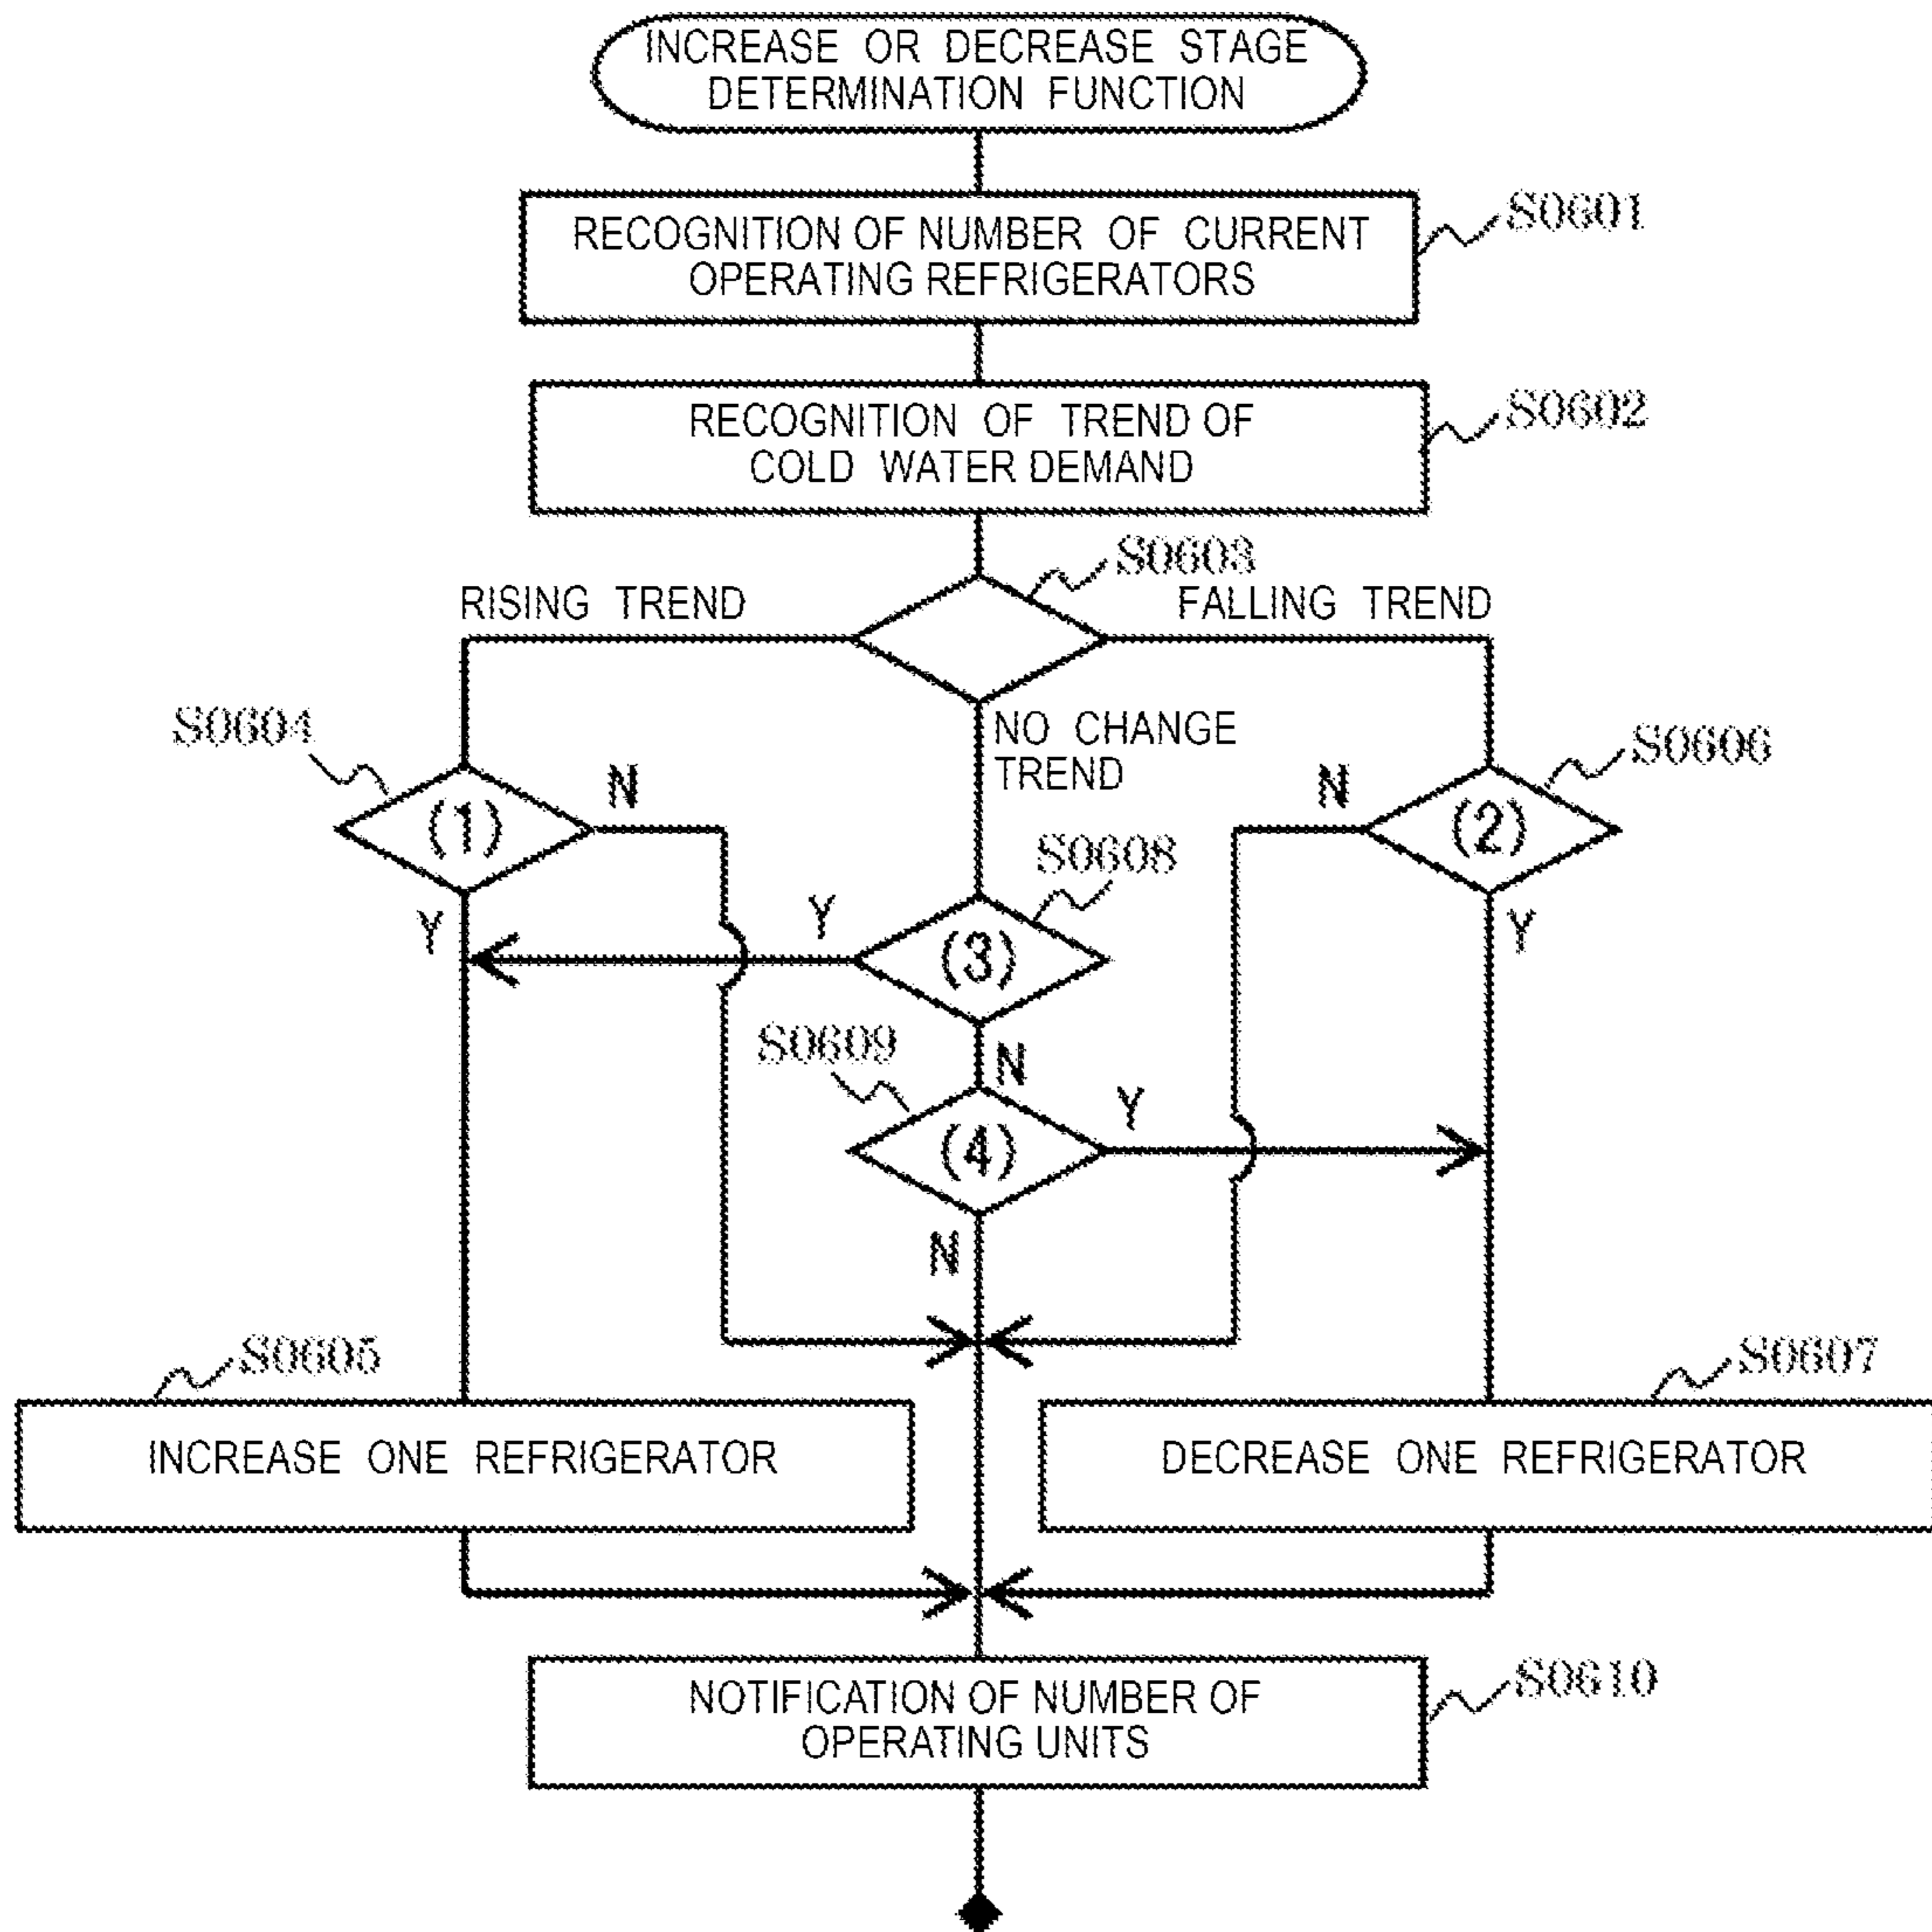 INCREASE OR DECREASE STAGE
DETERMINATION FUNCTION
RECOGNITION OF NUMBER OF CURRENT
OPERATING REFRIGERATORS
S0601
RECOGNITION OF TREND OF
COLD WATER DEMAND
S0602
S0603
RISING TREND
FALLING TREND
NO CHANGE
TREND
S0604
(1)
N
Y
S0606
(2)
N
Y
S0608
(3)
Y
N
S0609
(4)
Y
N
S0605
INCREASE ONE REFRIGERATOR
S0607
DECREASE ONE REFRIGERATOR
NOTIFICATION OF NUMBER OF
OPERATING UNITS
S0610